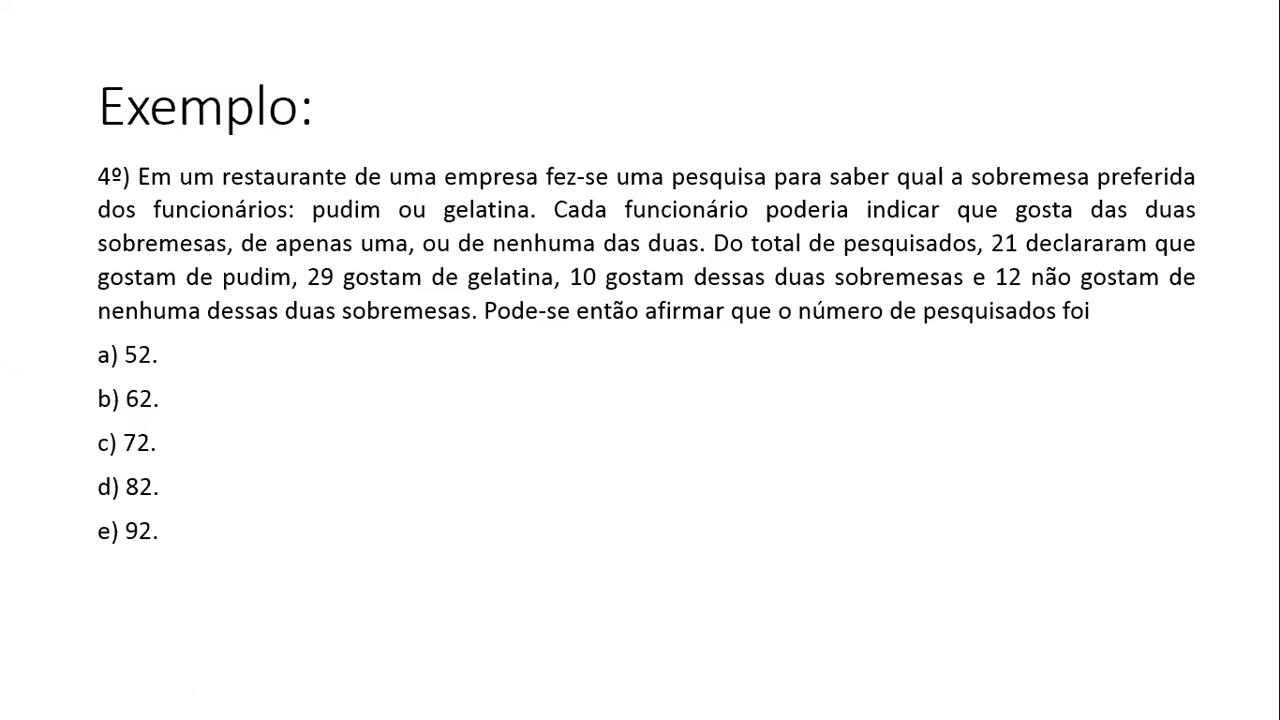 Exemplo:
4º) Em um restaurante de uma empresa fez-se uma pesquisa para saber qual a sobremesa preferida
dos funcionários: pudim ou gelatina. Cada funcionário poderia indicar que gosta das duas
sobremesas, de apenas uma, ou de nenhuma das duas. Do total de pesquisados, 21 declararam que
gostam de pudim, 29 gostam de gelatina, 10 gostam dessas duas sobremesas e 12 não gostam de
nenhuma dessas duas sobremesas. Pode-se então afirmar que o número de pesquisados foi
a) 52.
b) 62.
c) 72.
d) 82.
e) 92.